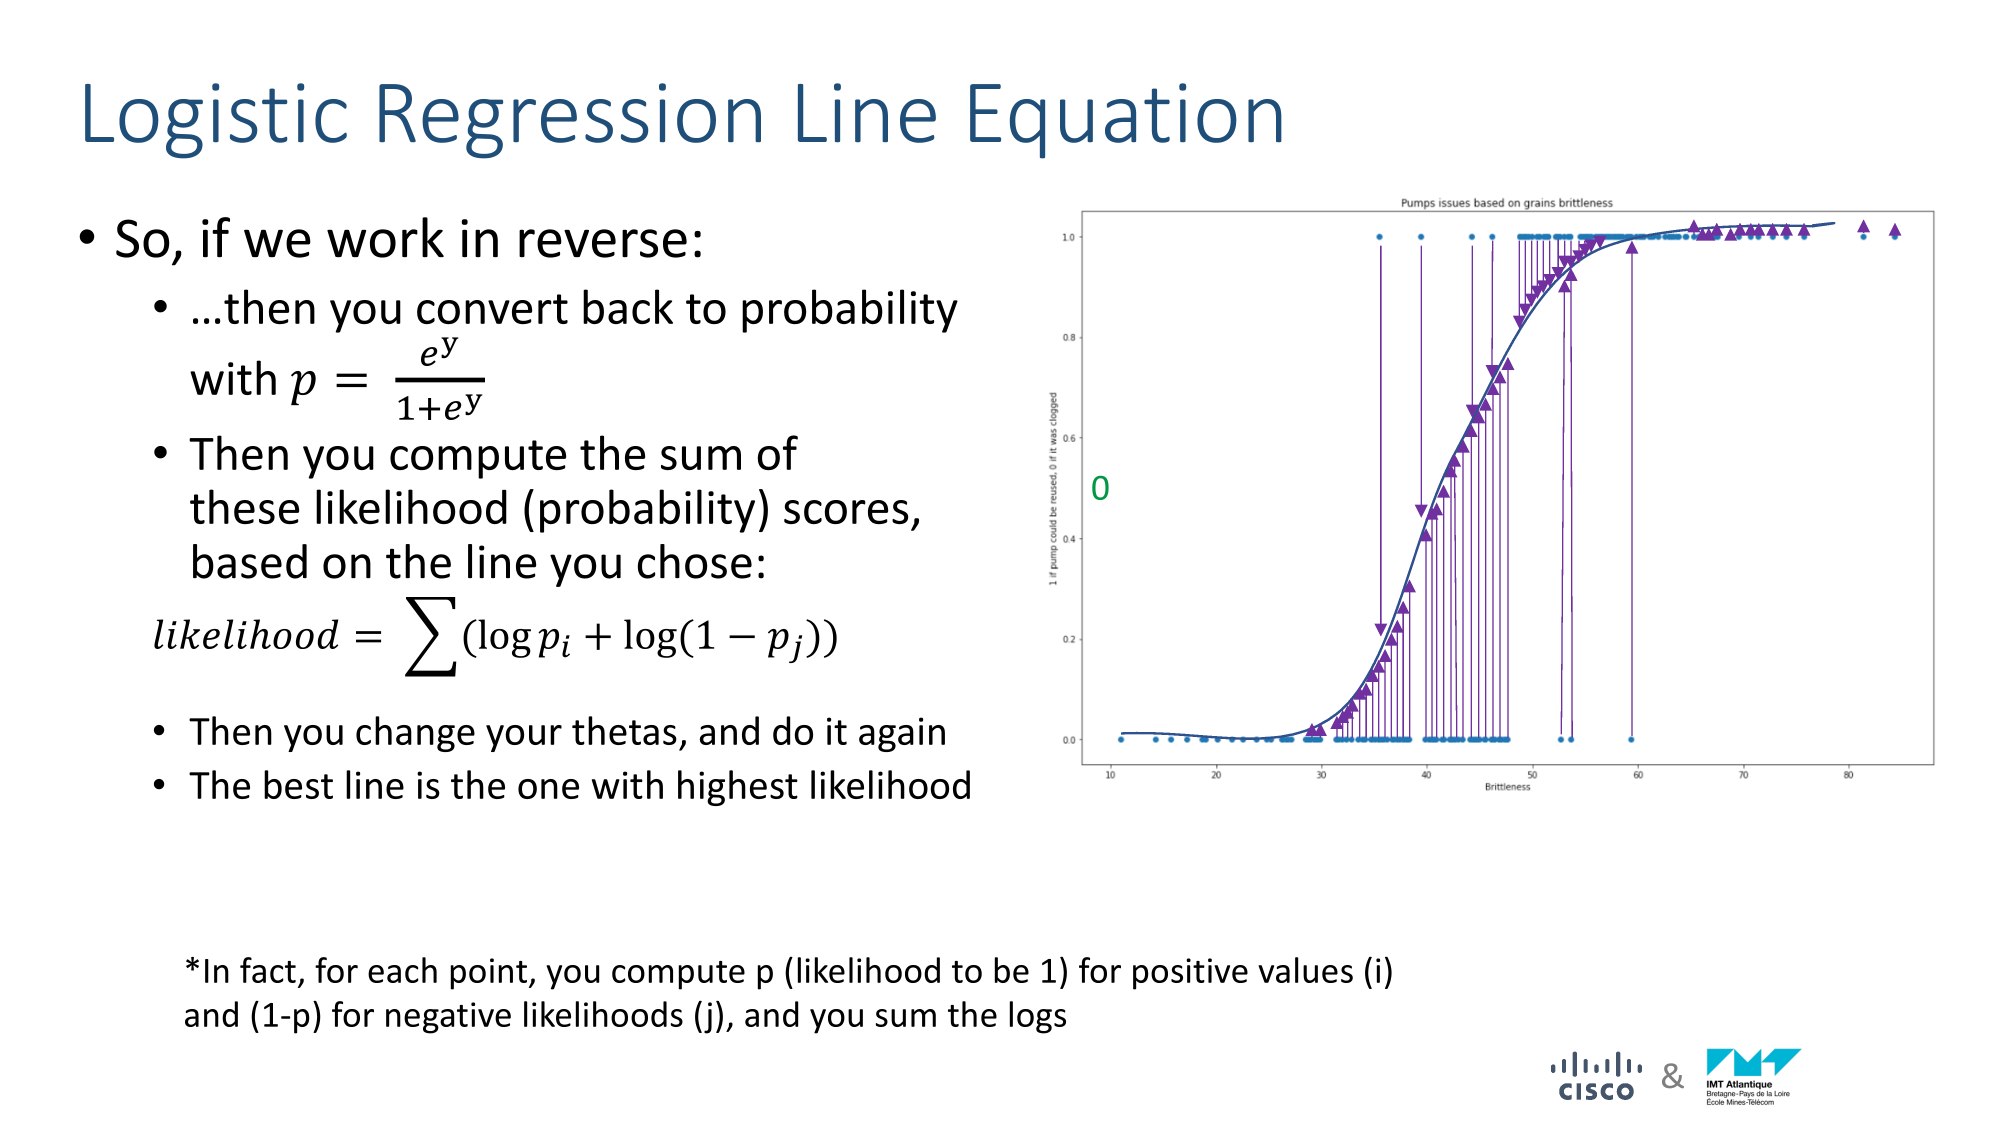 Logistic Regression Line Equation
• So, if we work in reverse:
• …then you convert back to probability
with p = e^y / 1+e^y
• Then you compute the sum of
these likelihood (probability) scores,
based on the line you chose:
likelihood = ∑(log p_i + log(1 − p_j))
• Then you change your thetas, and do it again
• The best line is the one with highest likelihood
Pumps issues based on grains brittleness
1 if pump could be reused, 0 if it was clogged
1.0
0.8
0.6
0
0.4
0.2
0.0
10 20 30 40 50 60 70 80
Brittleness
*In fact, for each point, you compute p (likelihood to be 1) for positive values (i)
and (1-p) for negative likelihoods (j), and you sum the logs
CISCO
&
IMT Atlantique
Bretagne-Pays de la Loire
École Mines-Télécom